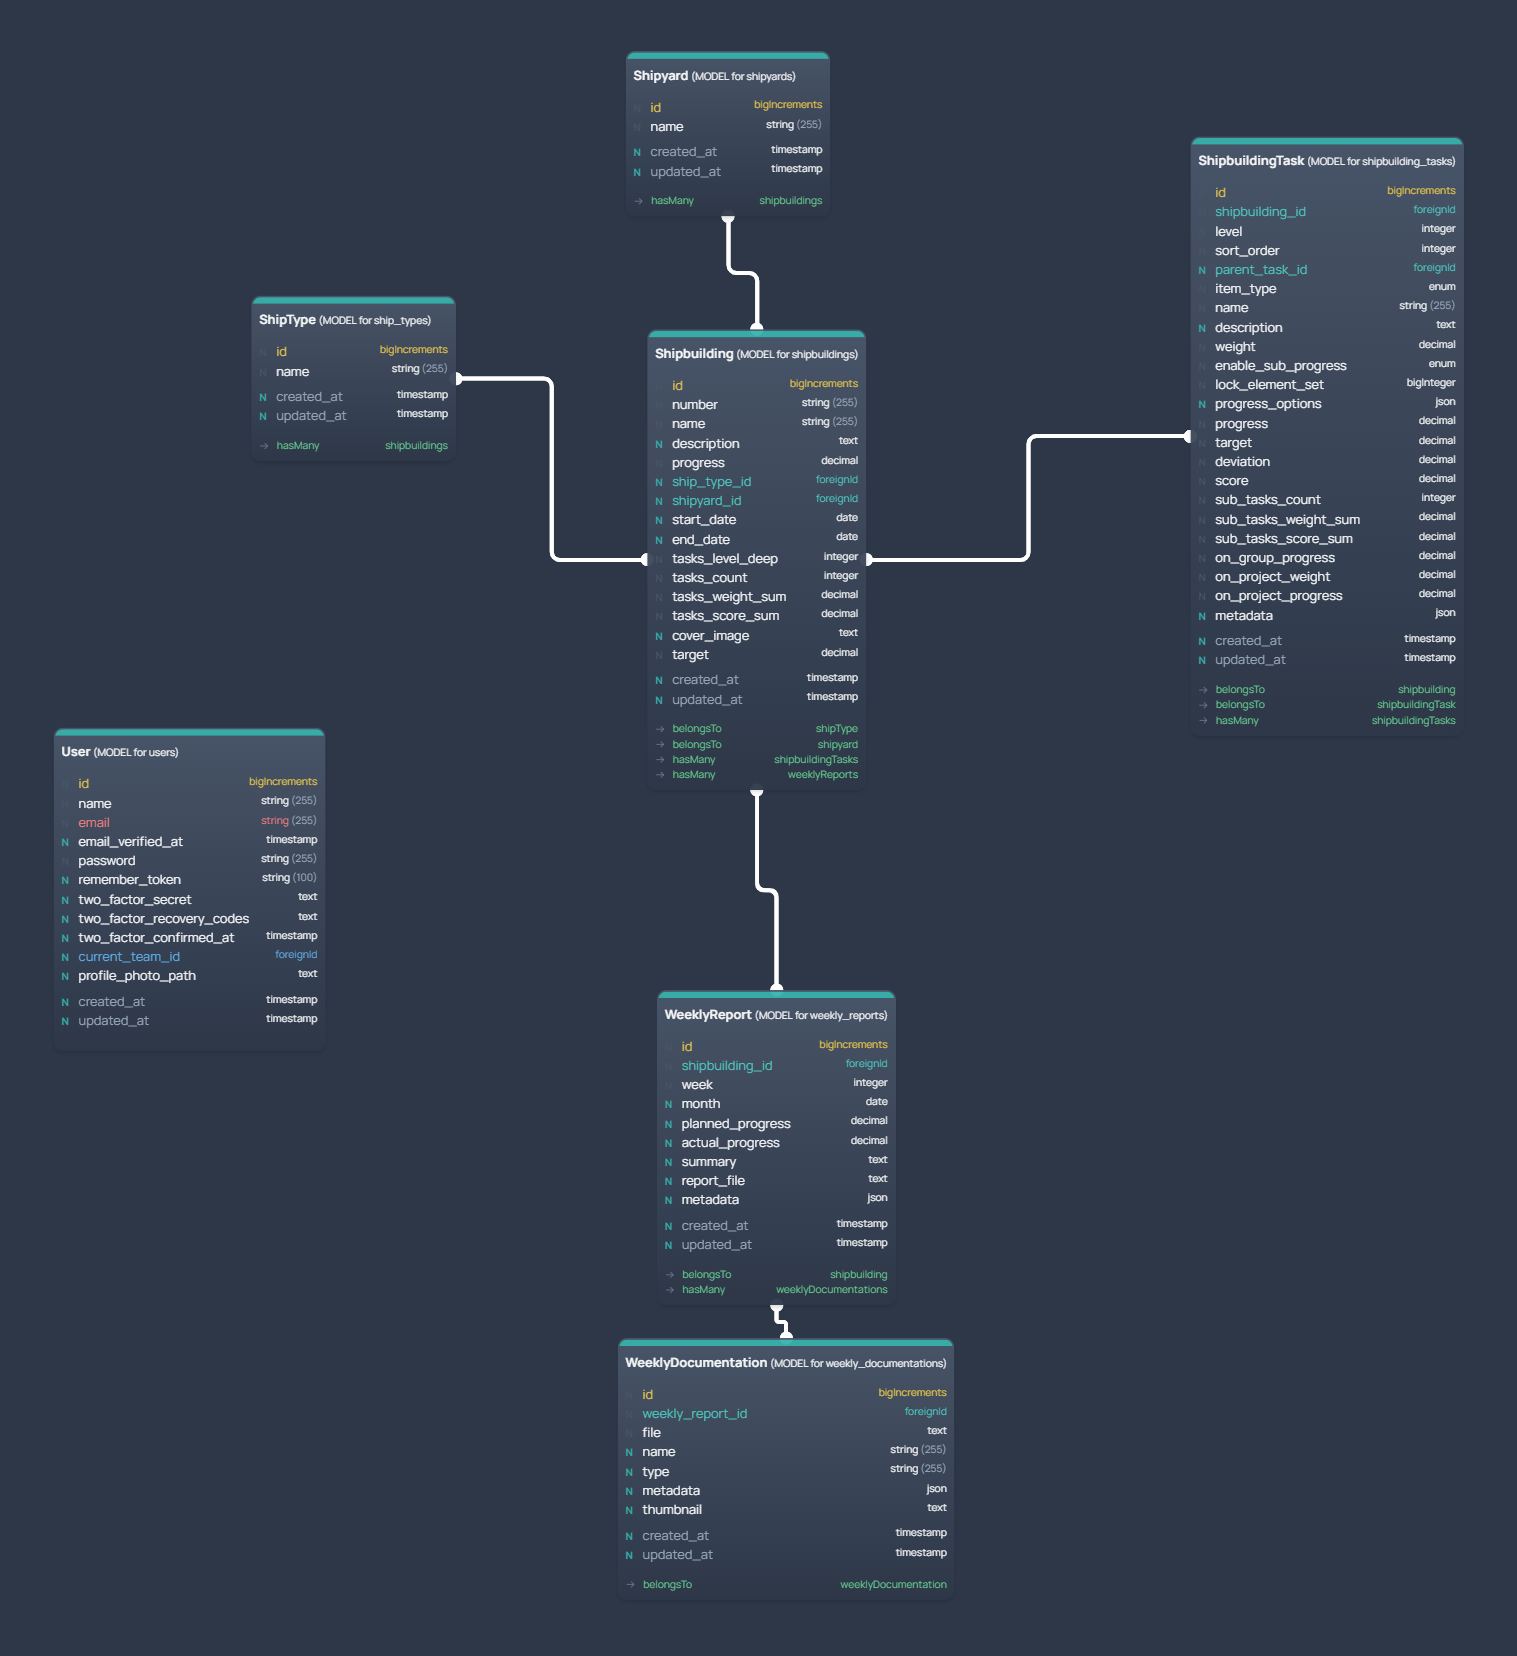 Shipyard (MODEL for shipyards)
N id bigIncrements
N name string (255)
N created_at timestamp
N updated_at timestamp
→ hasMany shipbuildings
ShipbuildingTask (MODEL for shipbuilding_tasks)
id bigIncrements
shipbuilding_id foreignId
N level integer
N sort_order integer
N parent_task_id foreignId
N item_type enum
N name string (255)
N description text
N weight decimal
N enable_sub_progress enum
N lock_element_set bigInteger
N progress_options json
N progress decimal
N target decimal
N deviation decimal
N score decimal
N sub_tasks_count integer
N sub_tasks_weight_sum decimal
N sub_tasks_score_sum decimal
N on_group_progress decimal
N on_project_weight decimal
N on_project_progress decimal
N metadata json
N created_at timestamp
N updated_at timestamp
→ belongsTo shipbuilding
→ belongsTo shipbuildingTask
→ hasMany shipbuildingTasks
ShipType (MODEL for ship_types)
N id bigIncrements
N name string (255)
N created_at timestamp
N updated_at timestamp
→ hasMany shipbuildings
Shipbuilding (MODEL for shipbuildings)
N id bigIncrements
N number string (255)
N name string (255)
N description text
N progress decimal
N ship_type_id foreignId
N shipyard_id foreignId
N start_date date
N end_date date
N tasks_level_deep integer
N tasks_count integer
N tasks_weight_sum decimal
N tasks_score_sum decimal
N cover_image text
N target decimal
N created_at timestamp
N updated_at timestamp
→ belongsTo shipType
→ belongsTo shipyard
→ hasMany shipbuildingTasks
→ hasMany weeklyReports
User (MODEL for users)
N id bigIncrements
N name string (255)
N email string (255)
N email_verified_at timestamp
N password string (255)
N remember_token string (100)
N two_factor_secret text
N two_factor_recovery_codes text
N two_factor_confirmed_at timestamp
N current_team_id foreignId
N profile_photo_path text
N created_at timestamp
N updated_at timestamp
WeeklyReport (MODEL for weekly_reports)
N id bigIncrements
N shipbuilding_id foreignId
N week integer
N month date
N planned_progress decimal
N actual_progress decimal
N summary text
N report_file text
N metadata json
N created_at timestamp
N updated_at timestamp
→ belongsTo shipbuilding
→ hasMany weeklyDocumentations
WeeklyDocumentation (MODEL for weekly_documentations)
N id bigIncrements
N weekly_report_id foreignId
N file text
N name string (255)
N type string (255)
N metadata json
N thumbnail text
N created_at timestamp
N updated_at timestamp
→ belongsTo weeklyDocumentation